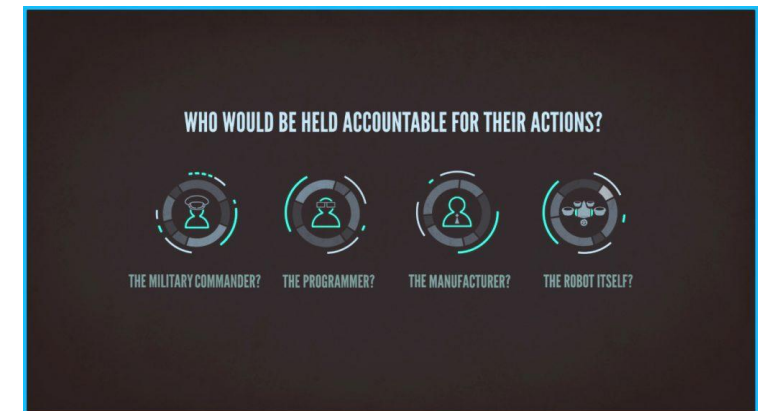 WHO WOULD BE HELD ACCOUNTABLE FOR THEIR ACTIONS?
THE MILITARY COMMANDER?
THE PROGRAMMER?
THE MANUFACTURER?
THE ROBOT ITSELF?